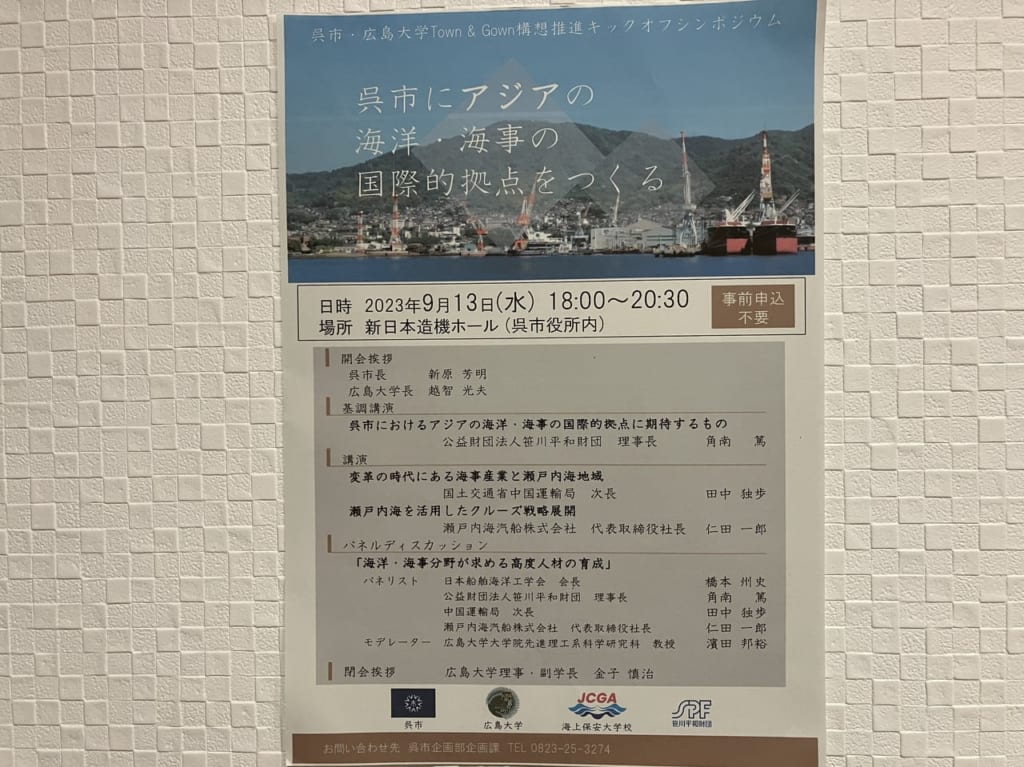 呉市・広島大学Town & Gown構想推進キックオフシンポジウム
呉市にアジアの
海洋・海事の
国際的拠点をつくる
日時 2023年9月13日(水) 18:00～20:30
場所 新日本造機ホール (呉市役所内)
事前申込
不要
開会挨拶
呉市長 新原 芳明
広島大学長 越智 光夫
基調講演
呉市におけるアジアの海洋・海事の国際的拠点に期待するもの
公益財団法人笹川平和財団 理事長 角南 篤
講演
変革の時代にある海事産業と瀬戸内海地域
国土交通省中国運輸局 次長 田中 独歩
瀬戸内海を活用したクルーズ戦略展開
瀬戸内海汽船株式会社 代表取締役社長 仁田 一郎
パネルディスカッション
「海洋・海事分野が求める高度人材の育成」
パネリスト 日本船舶海洋工学会 会長 橋本 州史
公益財団法人笹川平和財団 理事長 角南 篤
中国運輸局 次長 田中 独歩
瀬戸内海汽船株式会社 代表取締役社長 仁田 一郎
モデレーター 広島大学大学院先進理工系科学研究科 教授 濱田 邦裕
閉会挨拶 広島大学理事・副学長 金子 慎治
呉市
広島大学
JCGA
海上保安大学校
SPF
笹川平和財団
お問い合わせ先 呉市企画部企画課 TEL 0823-25-3274